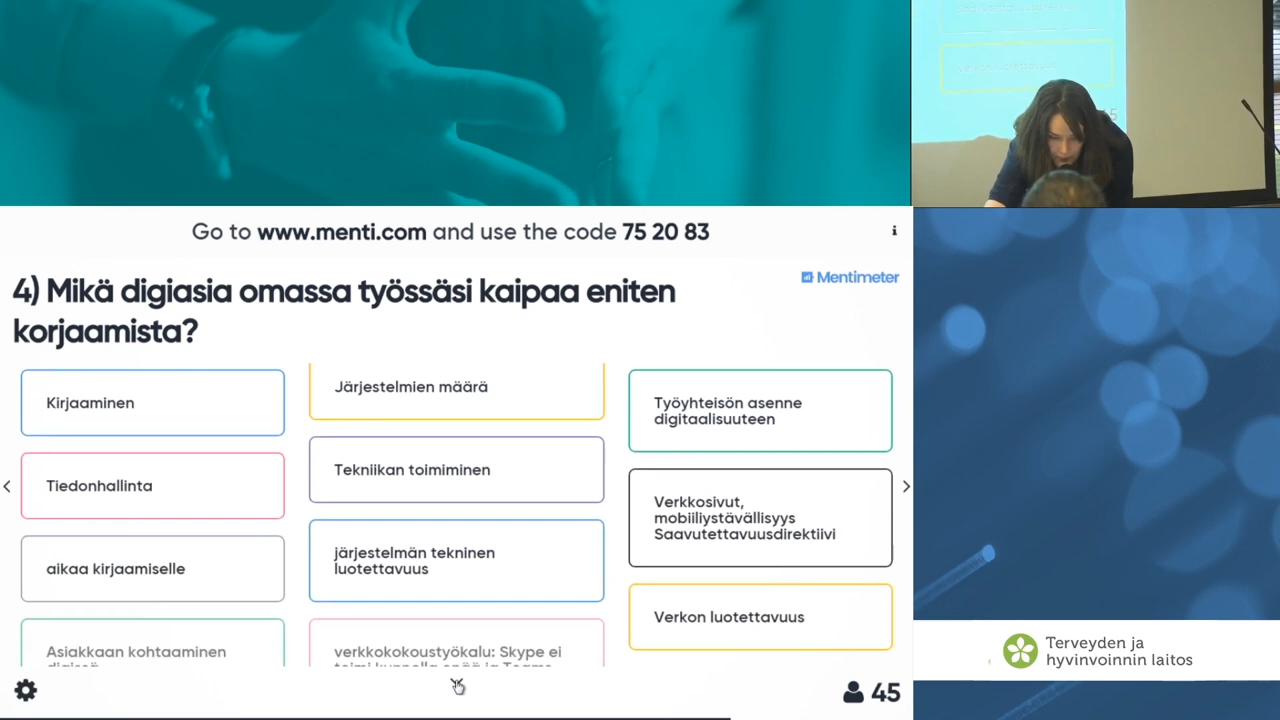 Go to www.menti.com and use the code 75 20 83
Mentimeter
4) Mikä digiasia omassa työssäsi kaipaa eniten
korjaamista?
Kirjaaminen
Tiedonhallinta
aikaa kirjaamiselle
Asiakkaan kohtaaminen
Järjestelmien määrä
Tekniikan toimiminen
järjestelmän tekninen
luotettavuus
verkkokokoustyökalu: Skype ei
Työyhteisön asenne
digitaalisuuteen
Verkkosivut,
mobiiliystävällisyys
Saavutettavuusdirektiivi
Verkon luotettavuus
45
Terveyden ja
hyvinvoinnin laitos